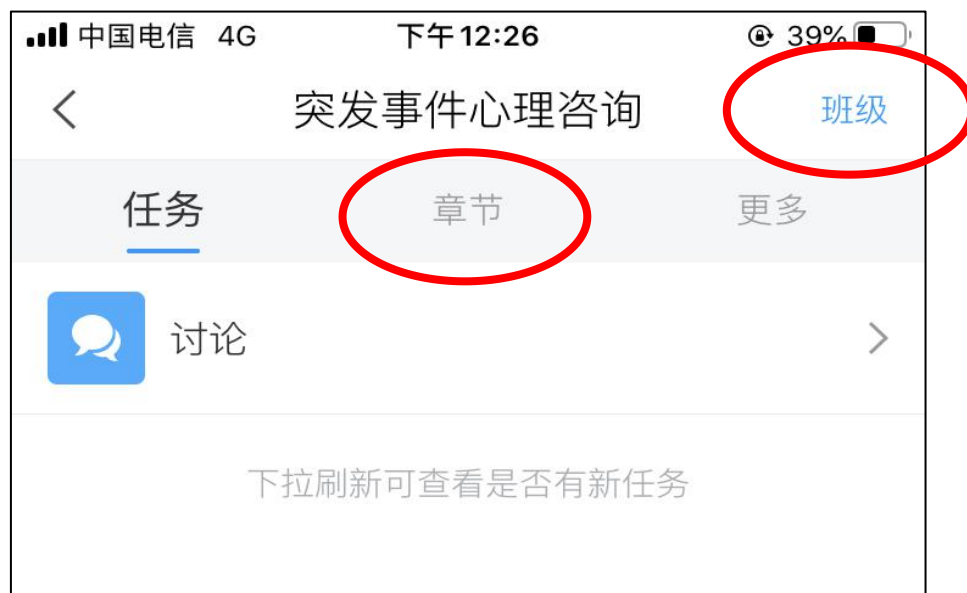 中国电信 4G 下午12:26 39%
突发事件心理咨询 班级
任务 章节 更多
讨论
下拉刷新可查看是否有新任务